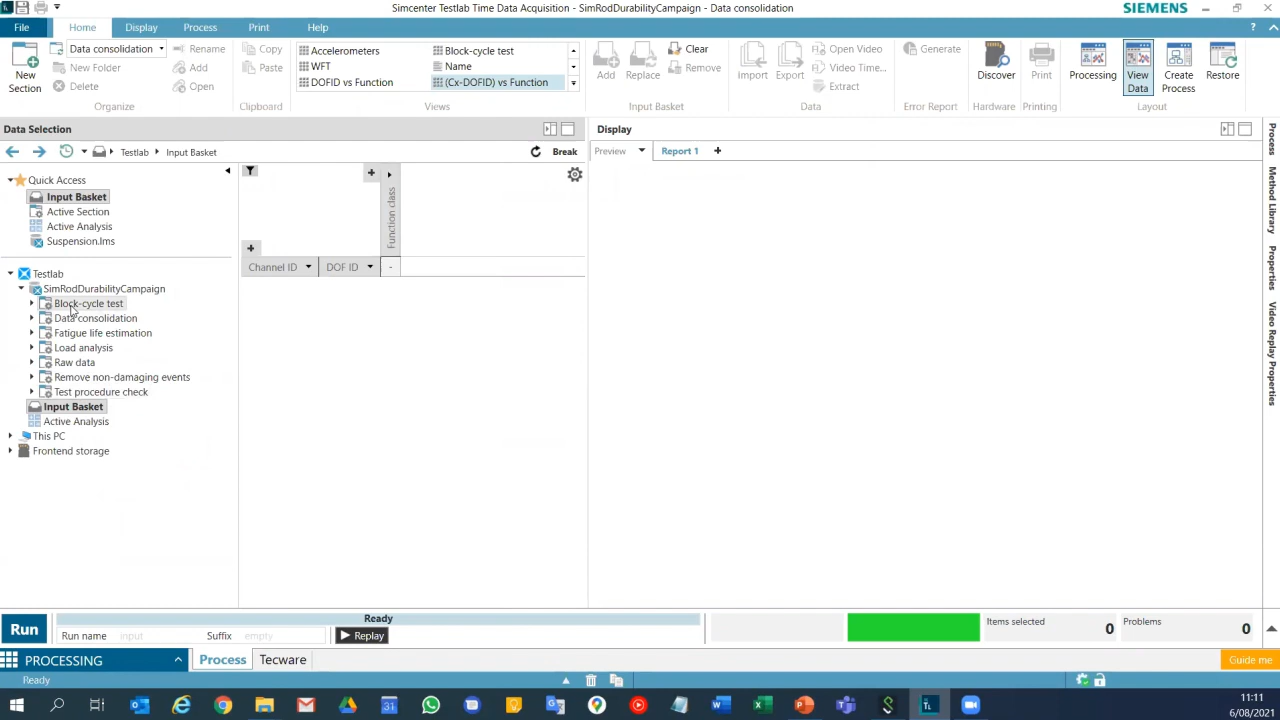 Simcenter Testlab Time Data Acquisition - SimRodDurabilityCampaign - Data consolidation
SIEMENS
File Home Display Process Print Help
New Section
Data consolidation
New Folder
Delete
Rename
Add
Open
Organize
Copy
Paste
Clipboard
Accelerometers
WFT
DOFID vs Function
Block-cycle test
Name
(Cx-DOFID) vs Function
Views
Add
Replace
Clear
Remove
Input Basket
Import
Export
Open Video
Video Time...
Extract
Data
Generate
Error Report
Discover
Hardware
Print
Printing
Processing
View Data
Create Process
Restore
Layout
Data Selection
Testlab Input Basket
Break
Quick Access
Input Basket
Active Section
Active Analysis
Suspension.lms
Testlab
SimRodDurabilityCampaign
Block-cycle test
Data consolidation
Fatigue life estimation
Load analysis
Raw data
Remove non-damaging events
Test procedure check
Input Basket
Active Analysis
This PC
Frontend storage
Function class
Channel ID
DOF ID
-
Display
Preview
Report 1
+
Process
Method Library
Properties
Video Replay Properties
Run
Ready
Run name input
Suffix empty
Replay
Items selected 0
Problems 0
PROCESSING
Process
Tecware
Guide me
Ready
11:11
6/08/2021